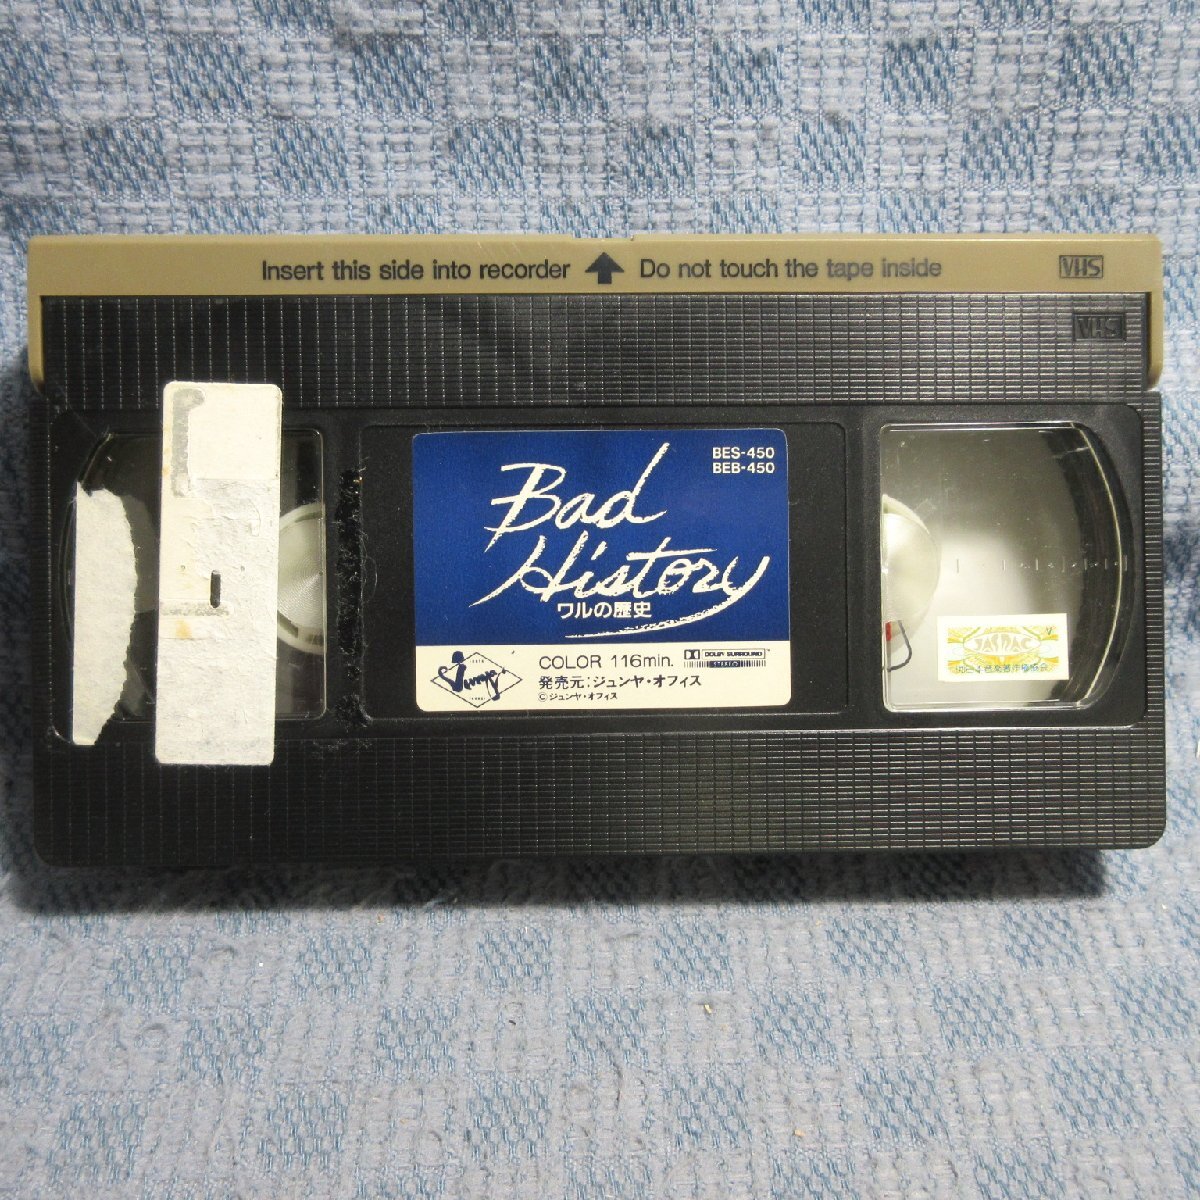 Insert this side into recorder Do not touch the tape inside VHS
VHS
BES-450
BEB-450
Bad
History
ワルの歴史
Junya
COLOR 116min. DOLBY SURROUND
STEREO
発売元:ジュンヤ・オフィス
©ジュンヤ・オフィス
JASRAC